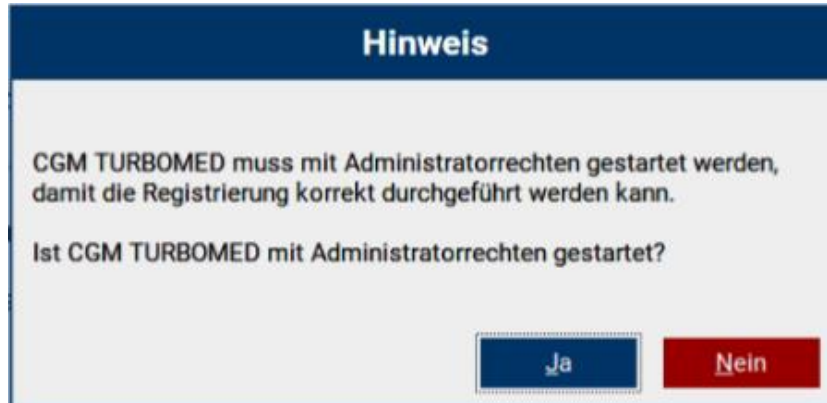 Hinweis
CGM TURBOMED muss mit Administratorrechten gestartet werden,
damit die Registrierung korrekt durchgeführt werden kann.
Ist CGM TURBOMED mit Administratorrechten gestartet?
Ja
Nein